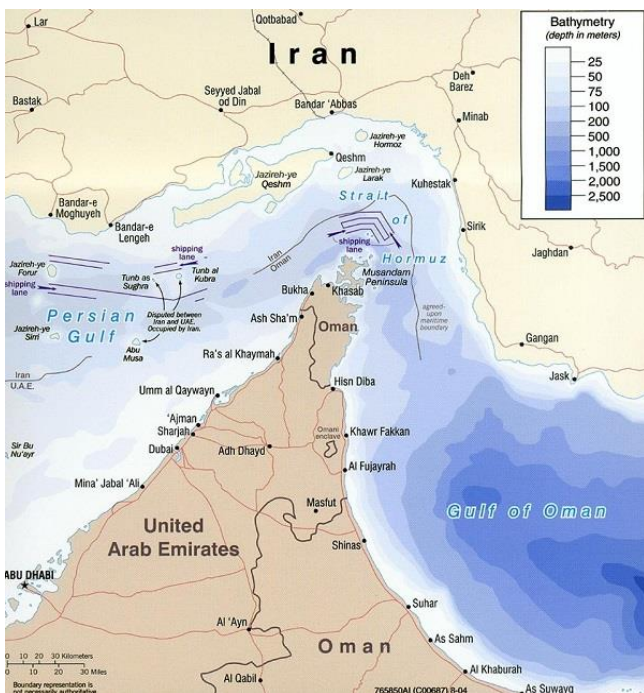 Bathymetry
(depth in meters)
25
50
75
100
200
500
1,000
1,500
2,000
2,500
Lar
Qotbabad
Iran
Deh
Barez
Bastak
Seyyed Jabal
od Din
Bandar 'Abbas
Minab
Jazireh-ye
Hormoz
Qeshm
Jazireh-ye
Larak
Jazireh-ye
Qeshm
Kuhestak
Strait
of
Hormuz
Bandar-e
Moghuyeh
Bandar-e
Lengeh
Sirik
shipping
lane
Iran
Oman
shipping
lane
Jaghdan
Jazireh-ye
Forur
Tunb as
Sughra
Tunb al
Kubra
Musandam
Peninsula
shipping
lane
Bukha
Khasab
Disputed between
Iran and UAE.
Occupied by Iran.
agreed-
upon
maritime
boundary
Persian
Gulf
Ash Sha'm
Oman
Jazireh-ye
Sirri
Abu
Musa
Gangan
Ra's al Khaymah
Iran
U.A.E.
Jask
Umm al Qaywayn
Hisn Diba
'Ajman
Sharjah
Omani
enclave
Khawr Fakkan
Sir Bu
Nu'ayr
Dubai
Adh Dhayd
Al Fujayrah
Mina' Jabal 'Ali
Masfut
Gulf of Oman
United
Arab Emirates
Shinas
ABU DHABI
Suhar
Al 'Ayn
Oman
As Sahm
0 10 20 30 Kilometers
0 10 20 30 Miles
Al Khaburah
Boundary representation is
not necessarily authoritative.
Al Qabil
765850AI (C00687) 8-04
As Suwayq